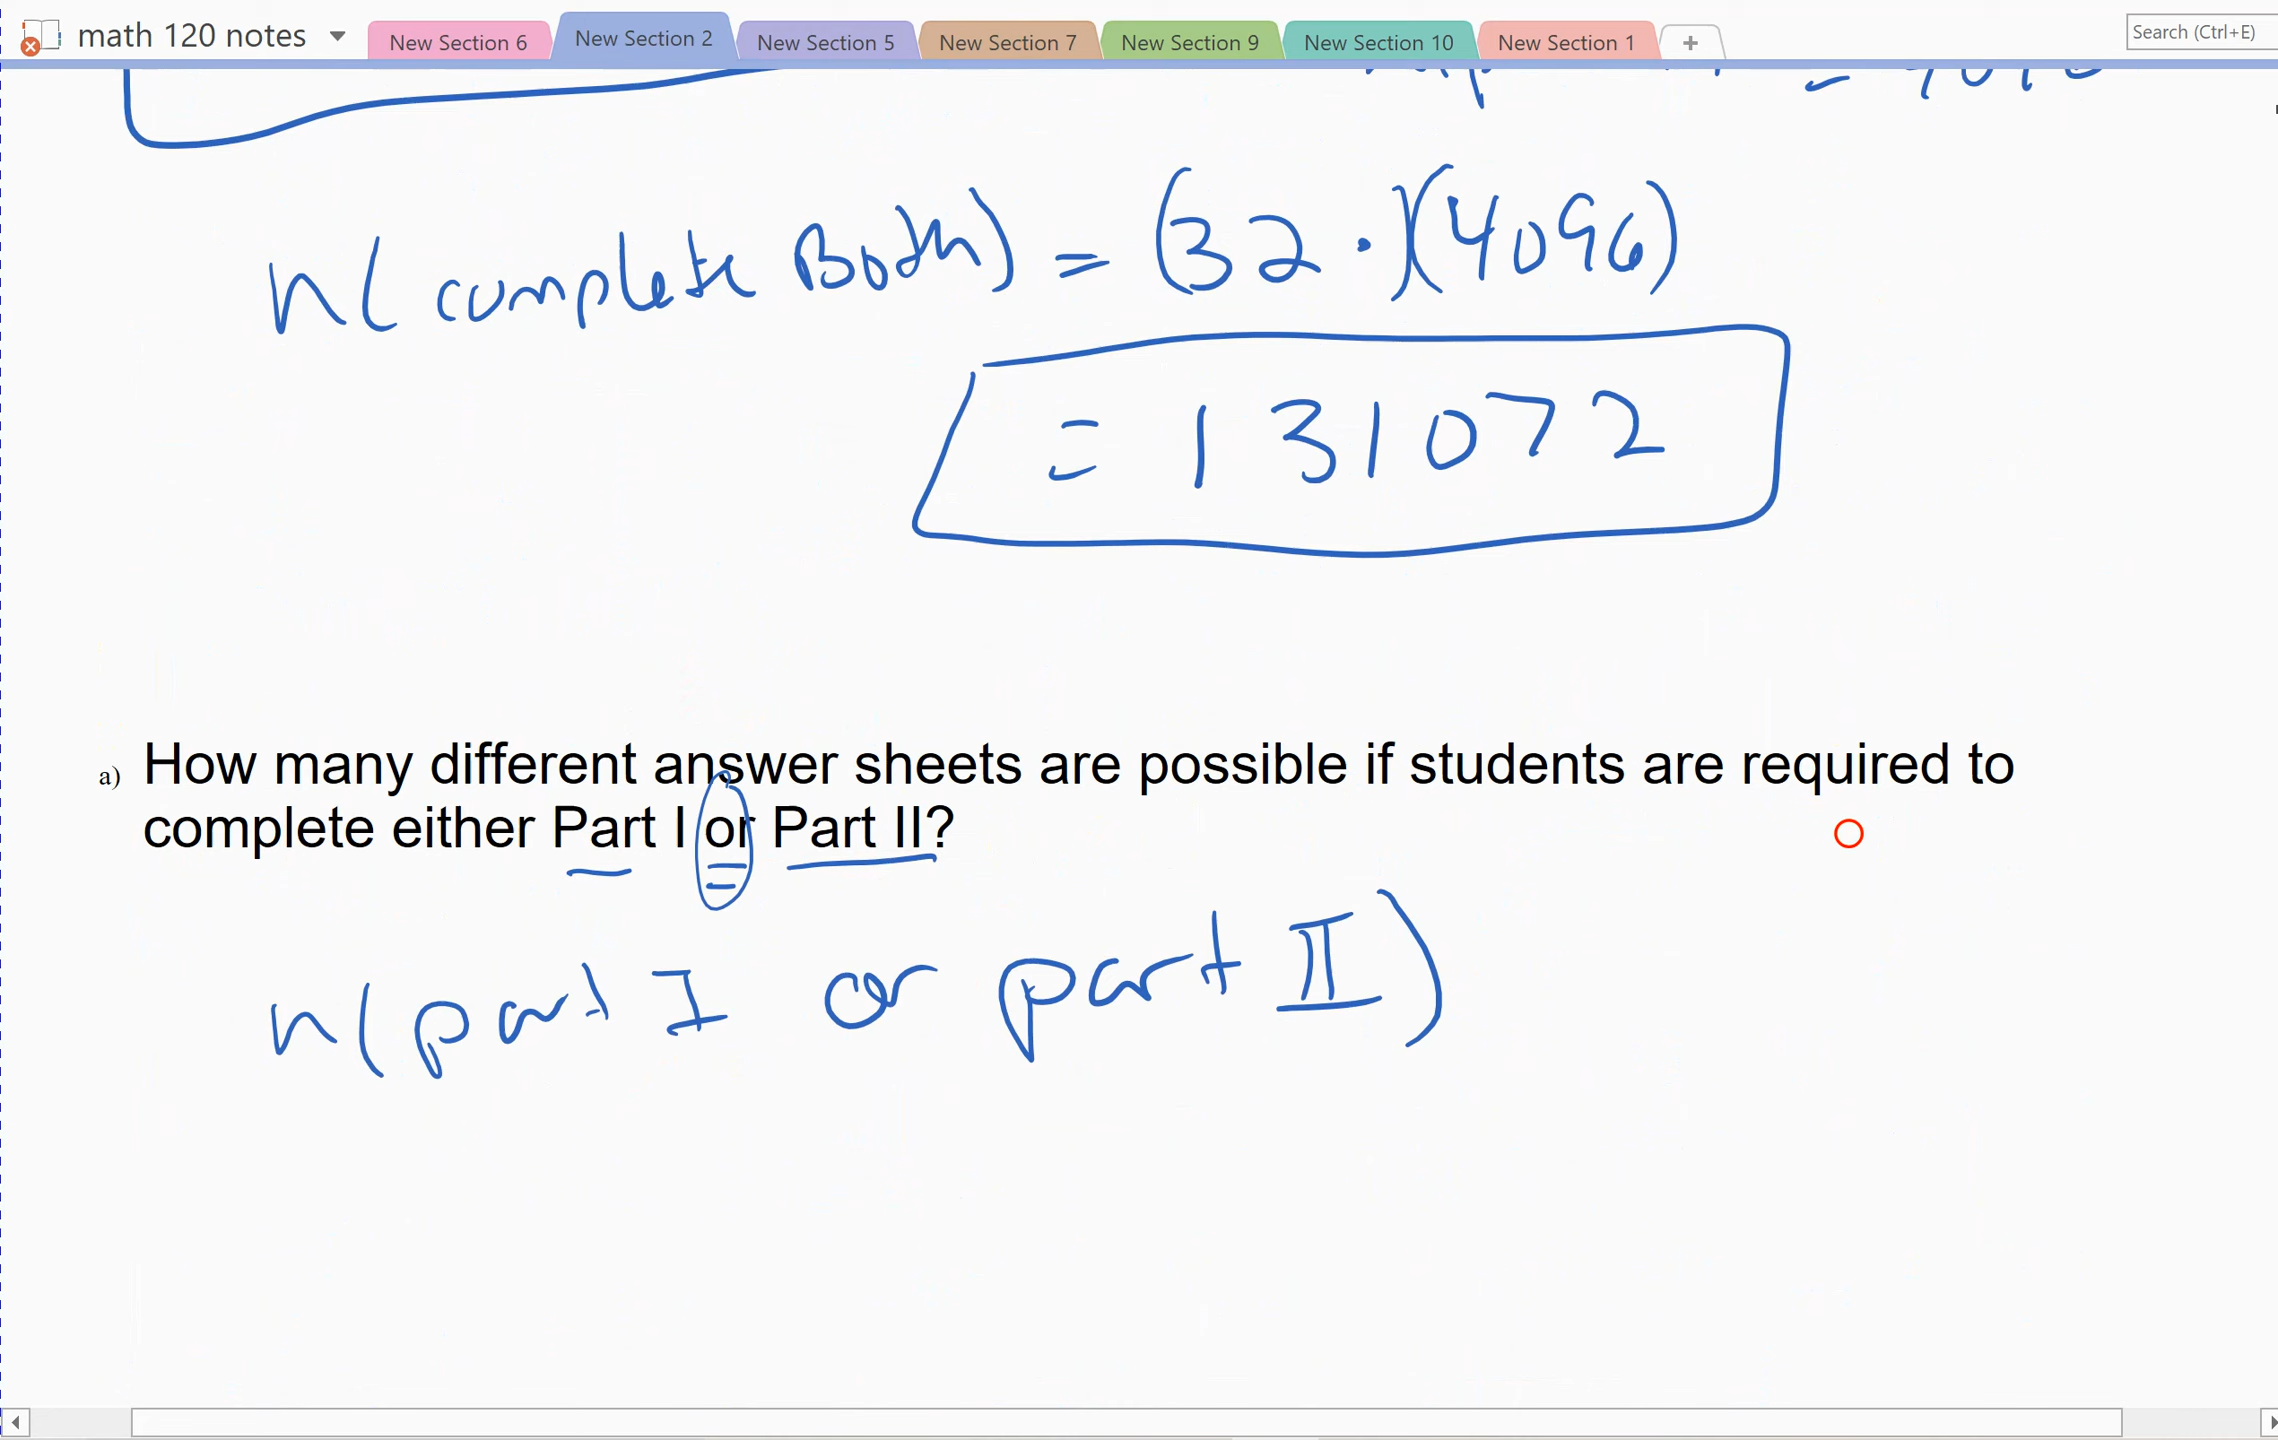 math 120 notes New Section 6 New Section 2 New Section 5 New Section 7 New Section 9 New Section 10 New Section 1 + Search (Ctrl+E)
n(complete Both) = (32 ·)(4096)
= 131072
a) How many different answer sheets are possible if students are required to
complete either Part I or Part II?
n(part I or part II)